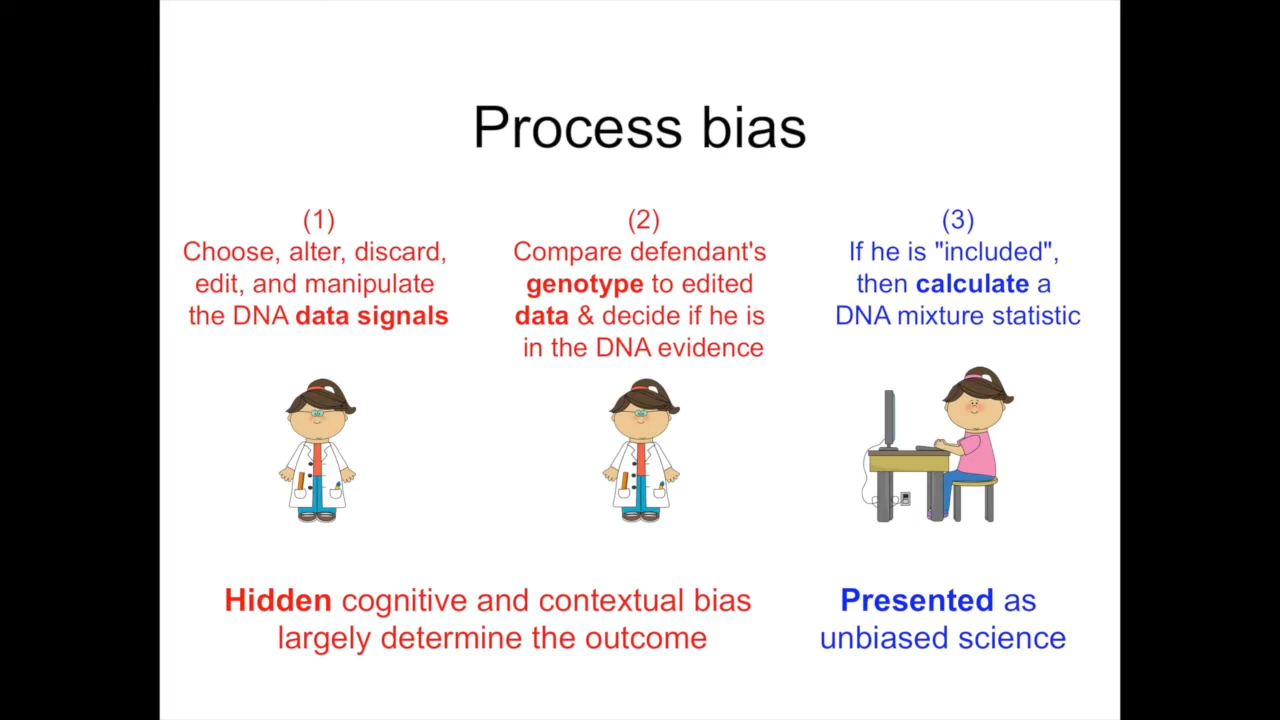 Process bias
(1)
Choose, alter, discard,
edit, and manipulate
the DNA data signals
(2)
Compare defendant's
genotype to edited
data & decide if he is
in the DNA evidence
(3)
If he is "included",
then calculate a
DNA mixture statistic
Hidden cognitive and contextual bias
largely determine the outcome
Presented as
unbiased science